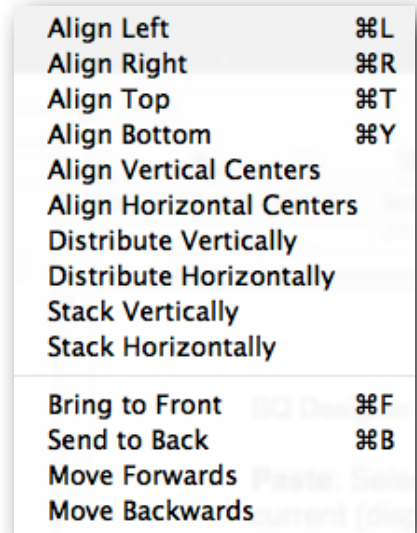 Align Left ⌘L
Align Right ⌘R
Align Top ⌘T
Align Bottom ⌘Y
Align Vertical Centers
Align Horizontal Centers
Distribute Vertically
Distribute Horizontally
Stack Vertically
Stack Horizontally
Bring to Front ⌘F
Send to Back ⌘B
Move Forwards
Move Backwards